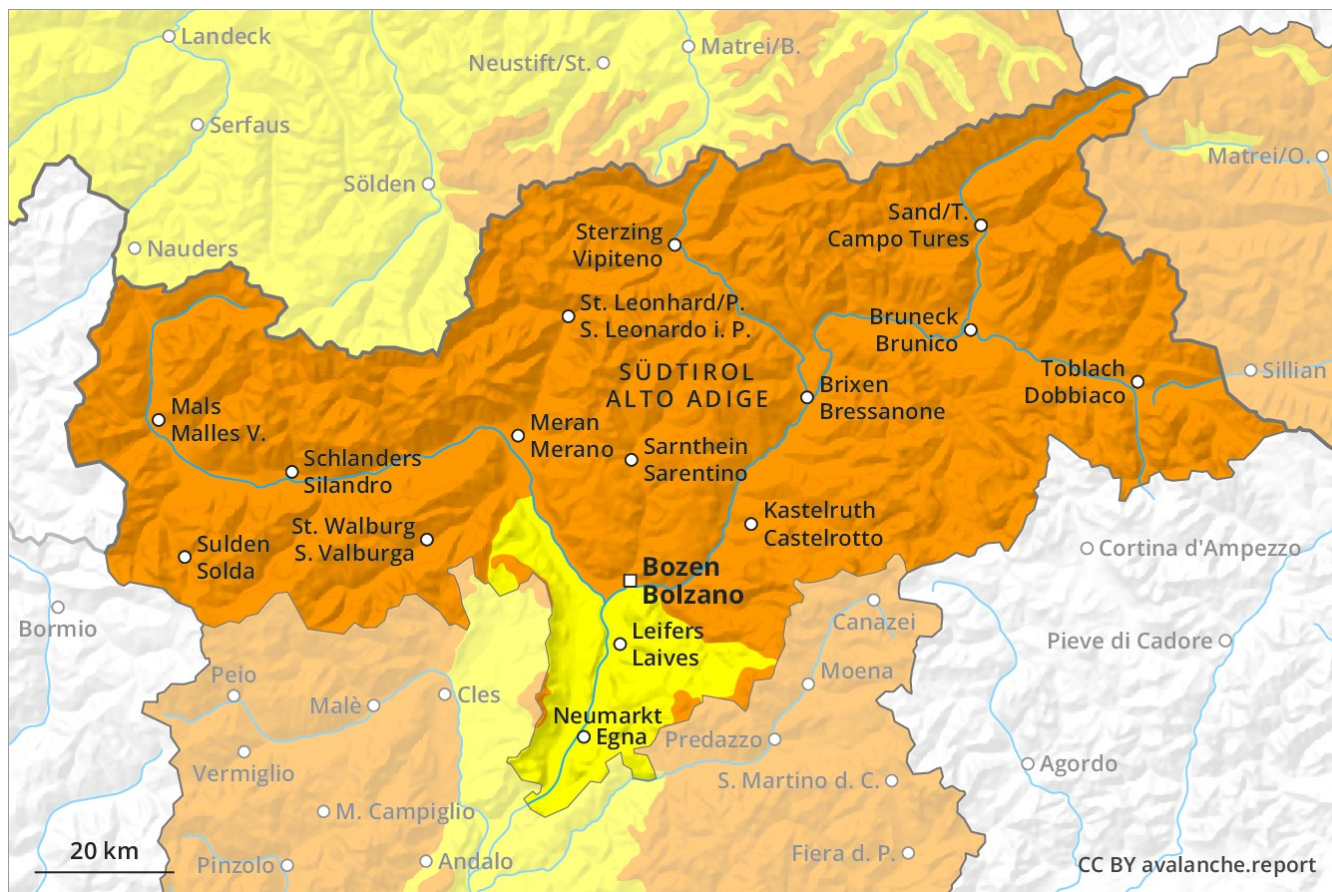 Landeck
Matrei/B.
Neustift/St.
Serfaus
Matrei/O.
Sölden
Sand/T.
Campo Tures
Sterzing
Vipiteno
Nauders
St. Leonhard/P.
S. Leonardo i. P.
Bruneck
Brunico
SÜDTIROL
ALTO ADIGE
Toblach
Dobbiaco
Sillian
Brixen
Bressanone
Mals
Malles V.
Meran
Merano
Sarnthein
Sarentino
Schlanders
Silandro
Kastelruth
Castelrotto
St. Walburg
S. Valburga
Sulden
Solda
Cortina d'Ampezzo
Bozen
Bolzano
Bormio
Canazei
Leifers
Laives
Pieve di Cadore
Peio
Moena
Malè
Cles
Neumarkt
Egna
Predazzo
Vermiglio
Agordo
S. Martino d. C.
M. Campiglio
20 km
Pinzolo
Andalo
Fiera d. P.
CC BY avalanche.report